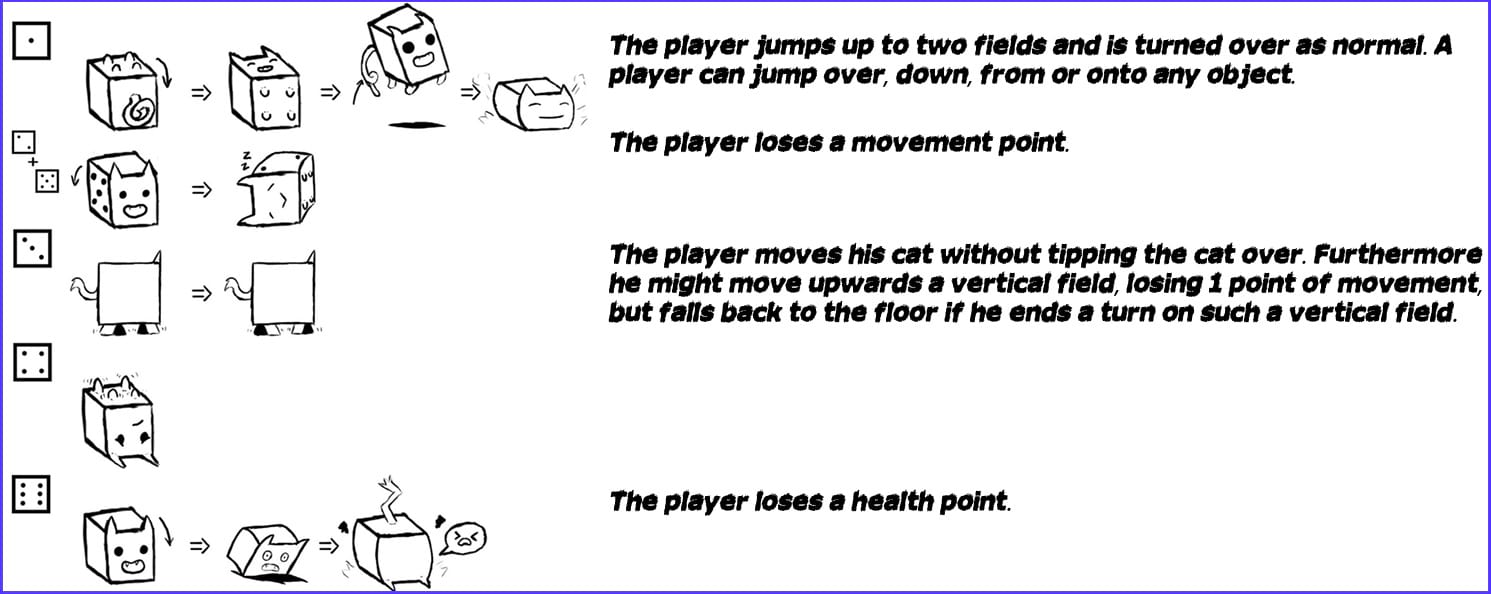 The player jumps up to two fields and is turned over as normal. A
player can jump over, down, from or onto any object.
z
z
+
The player loses a movement point.
The player moves his cat without tipping the cat over. Furthermore
he might move upwards a vertical field, losing 1 point of movement,
but falls back to the floor if he ends a turn on such a vertical field.
The player loses a health point.